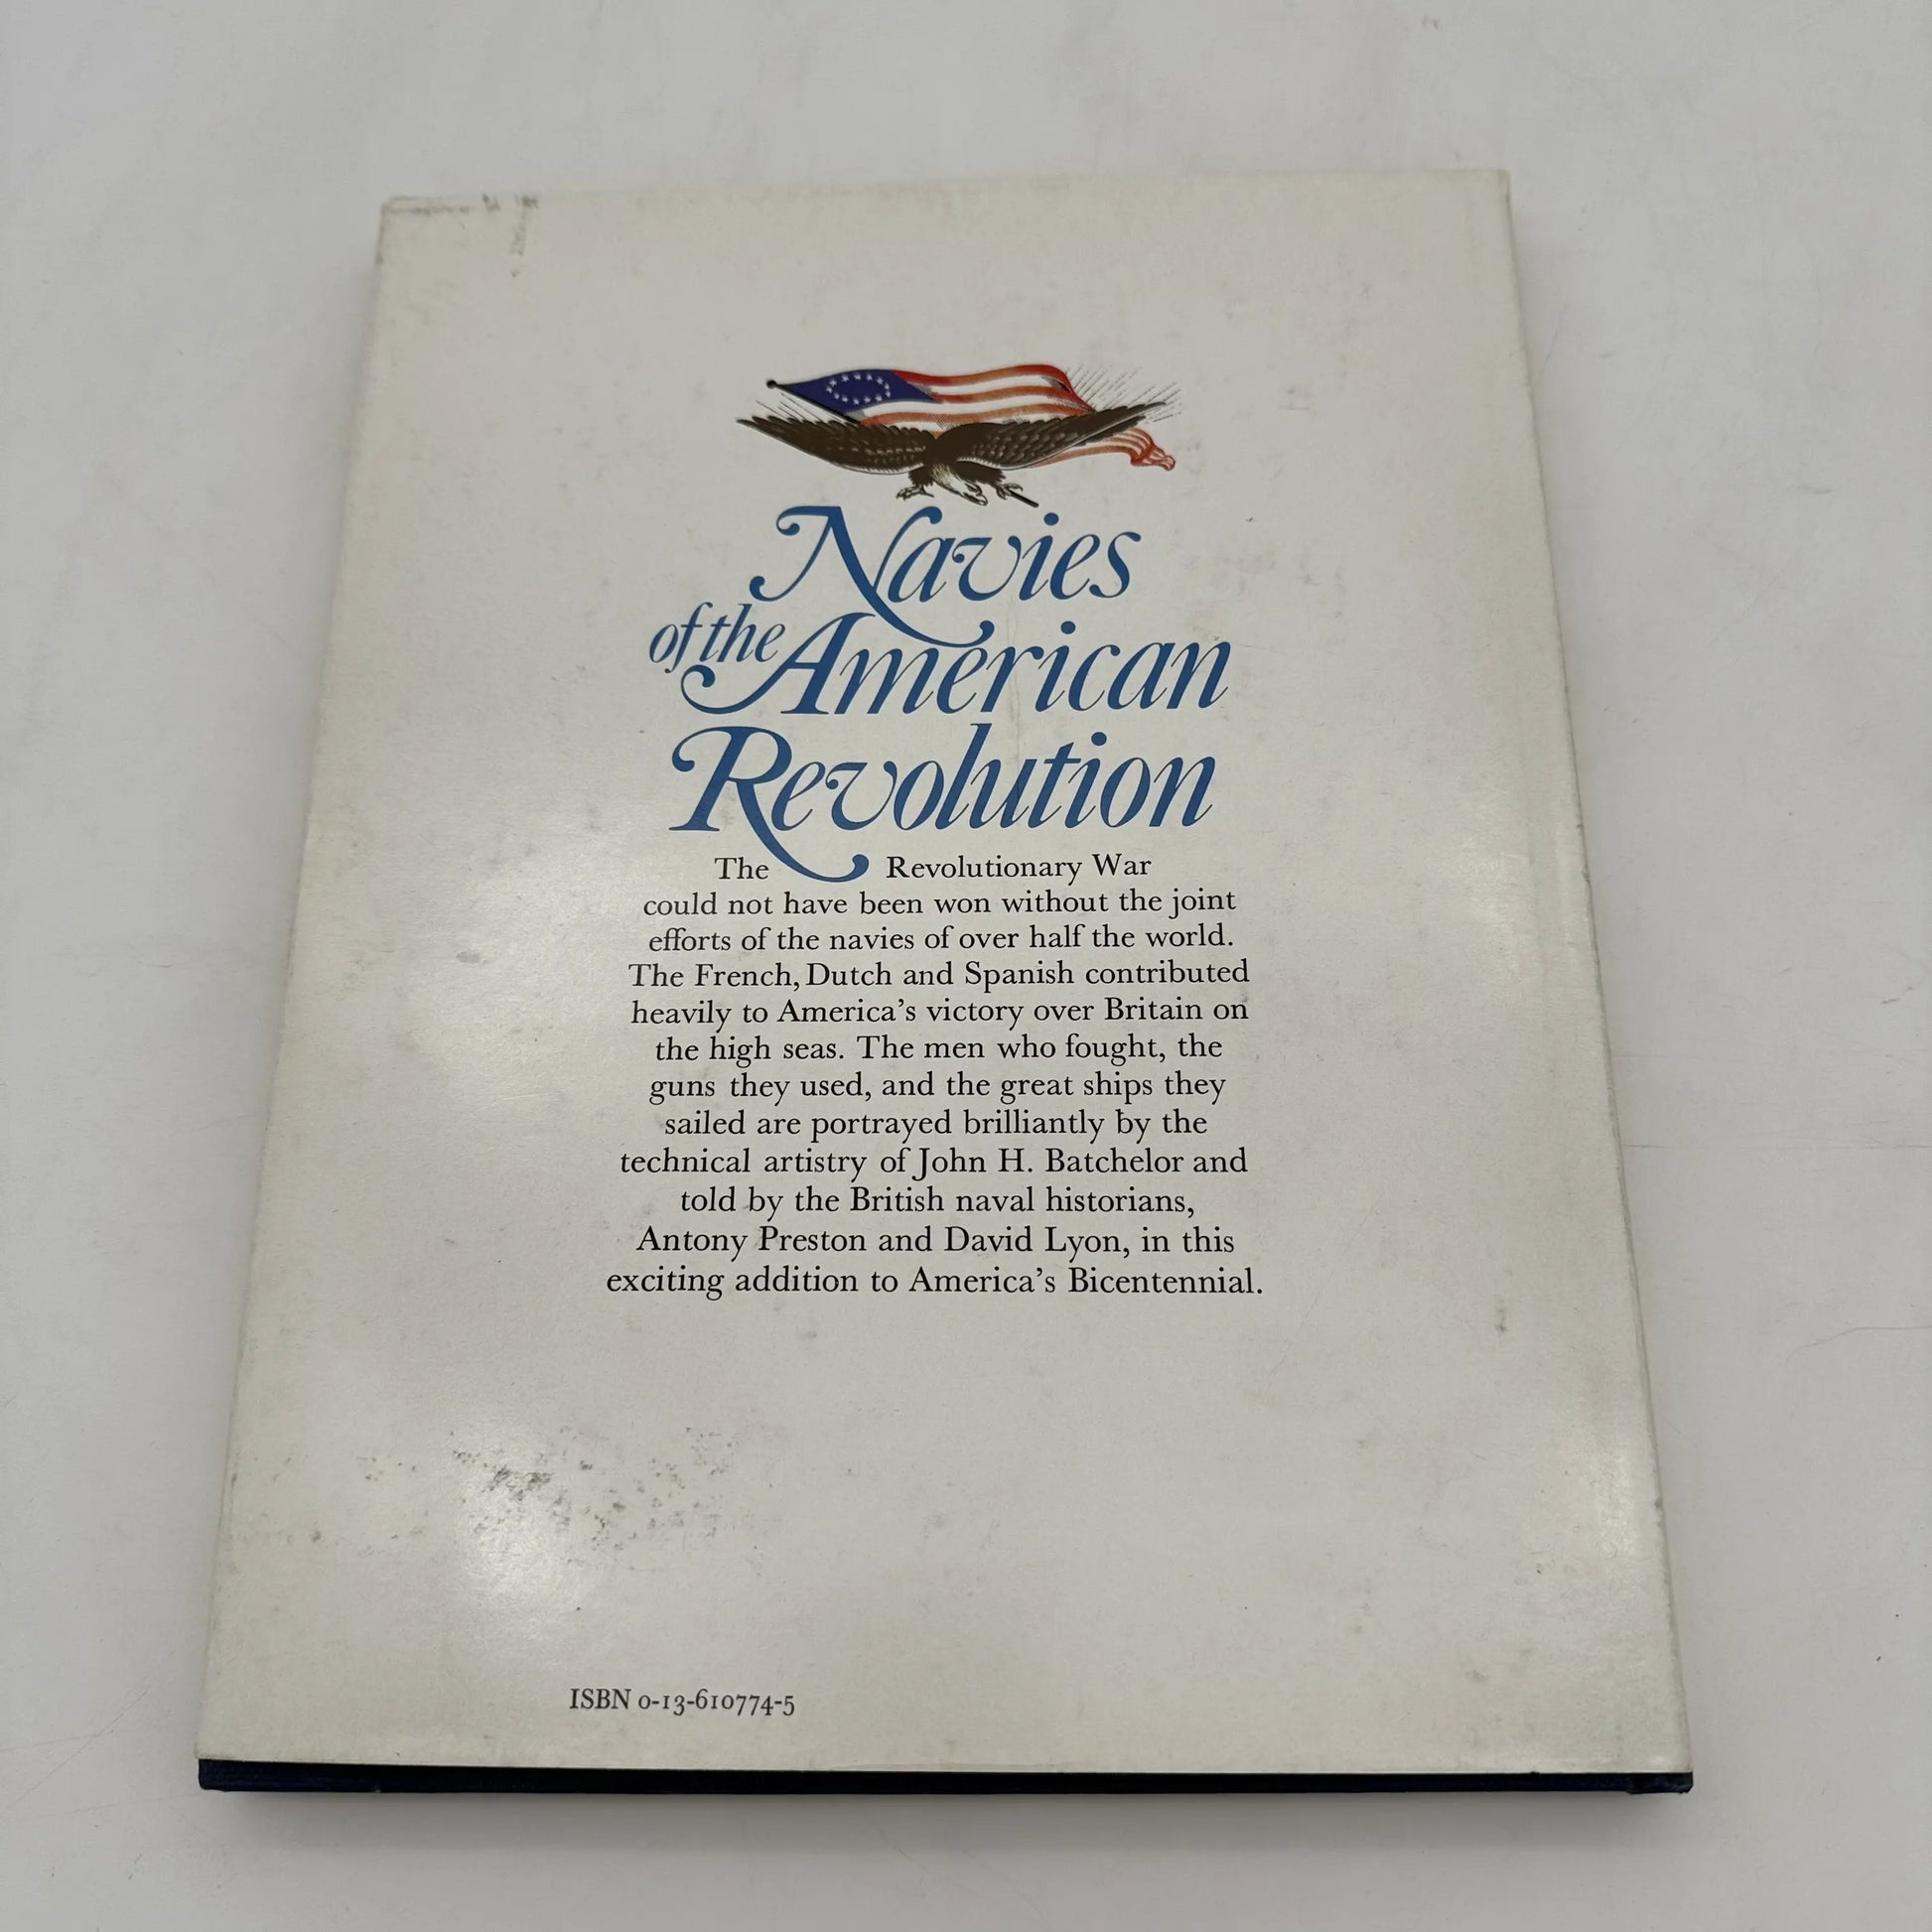 Navies
of the American
Revolution
The Revolutionary War
could not have been won without the joint
efforts of the navies of over half the world.
The French, Dutch and Spanish contributed
heavily to America's victory over Britain on
the high seas. The men who fought, the
guns they used, and the great ships they
sailed are portrayed brilliantly by the
technical artistry of John H. Batchelor and
told by the British naval historians,
Antony Preston and David Lyon, in this
exciting addition to America's Bicentennial.
ISBN 0-13-610774-5